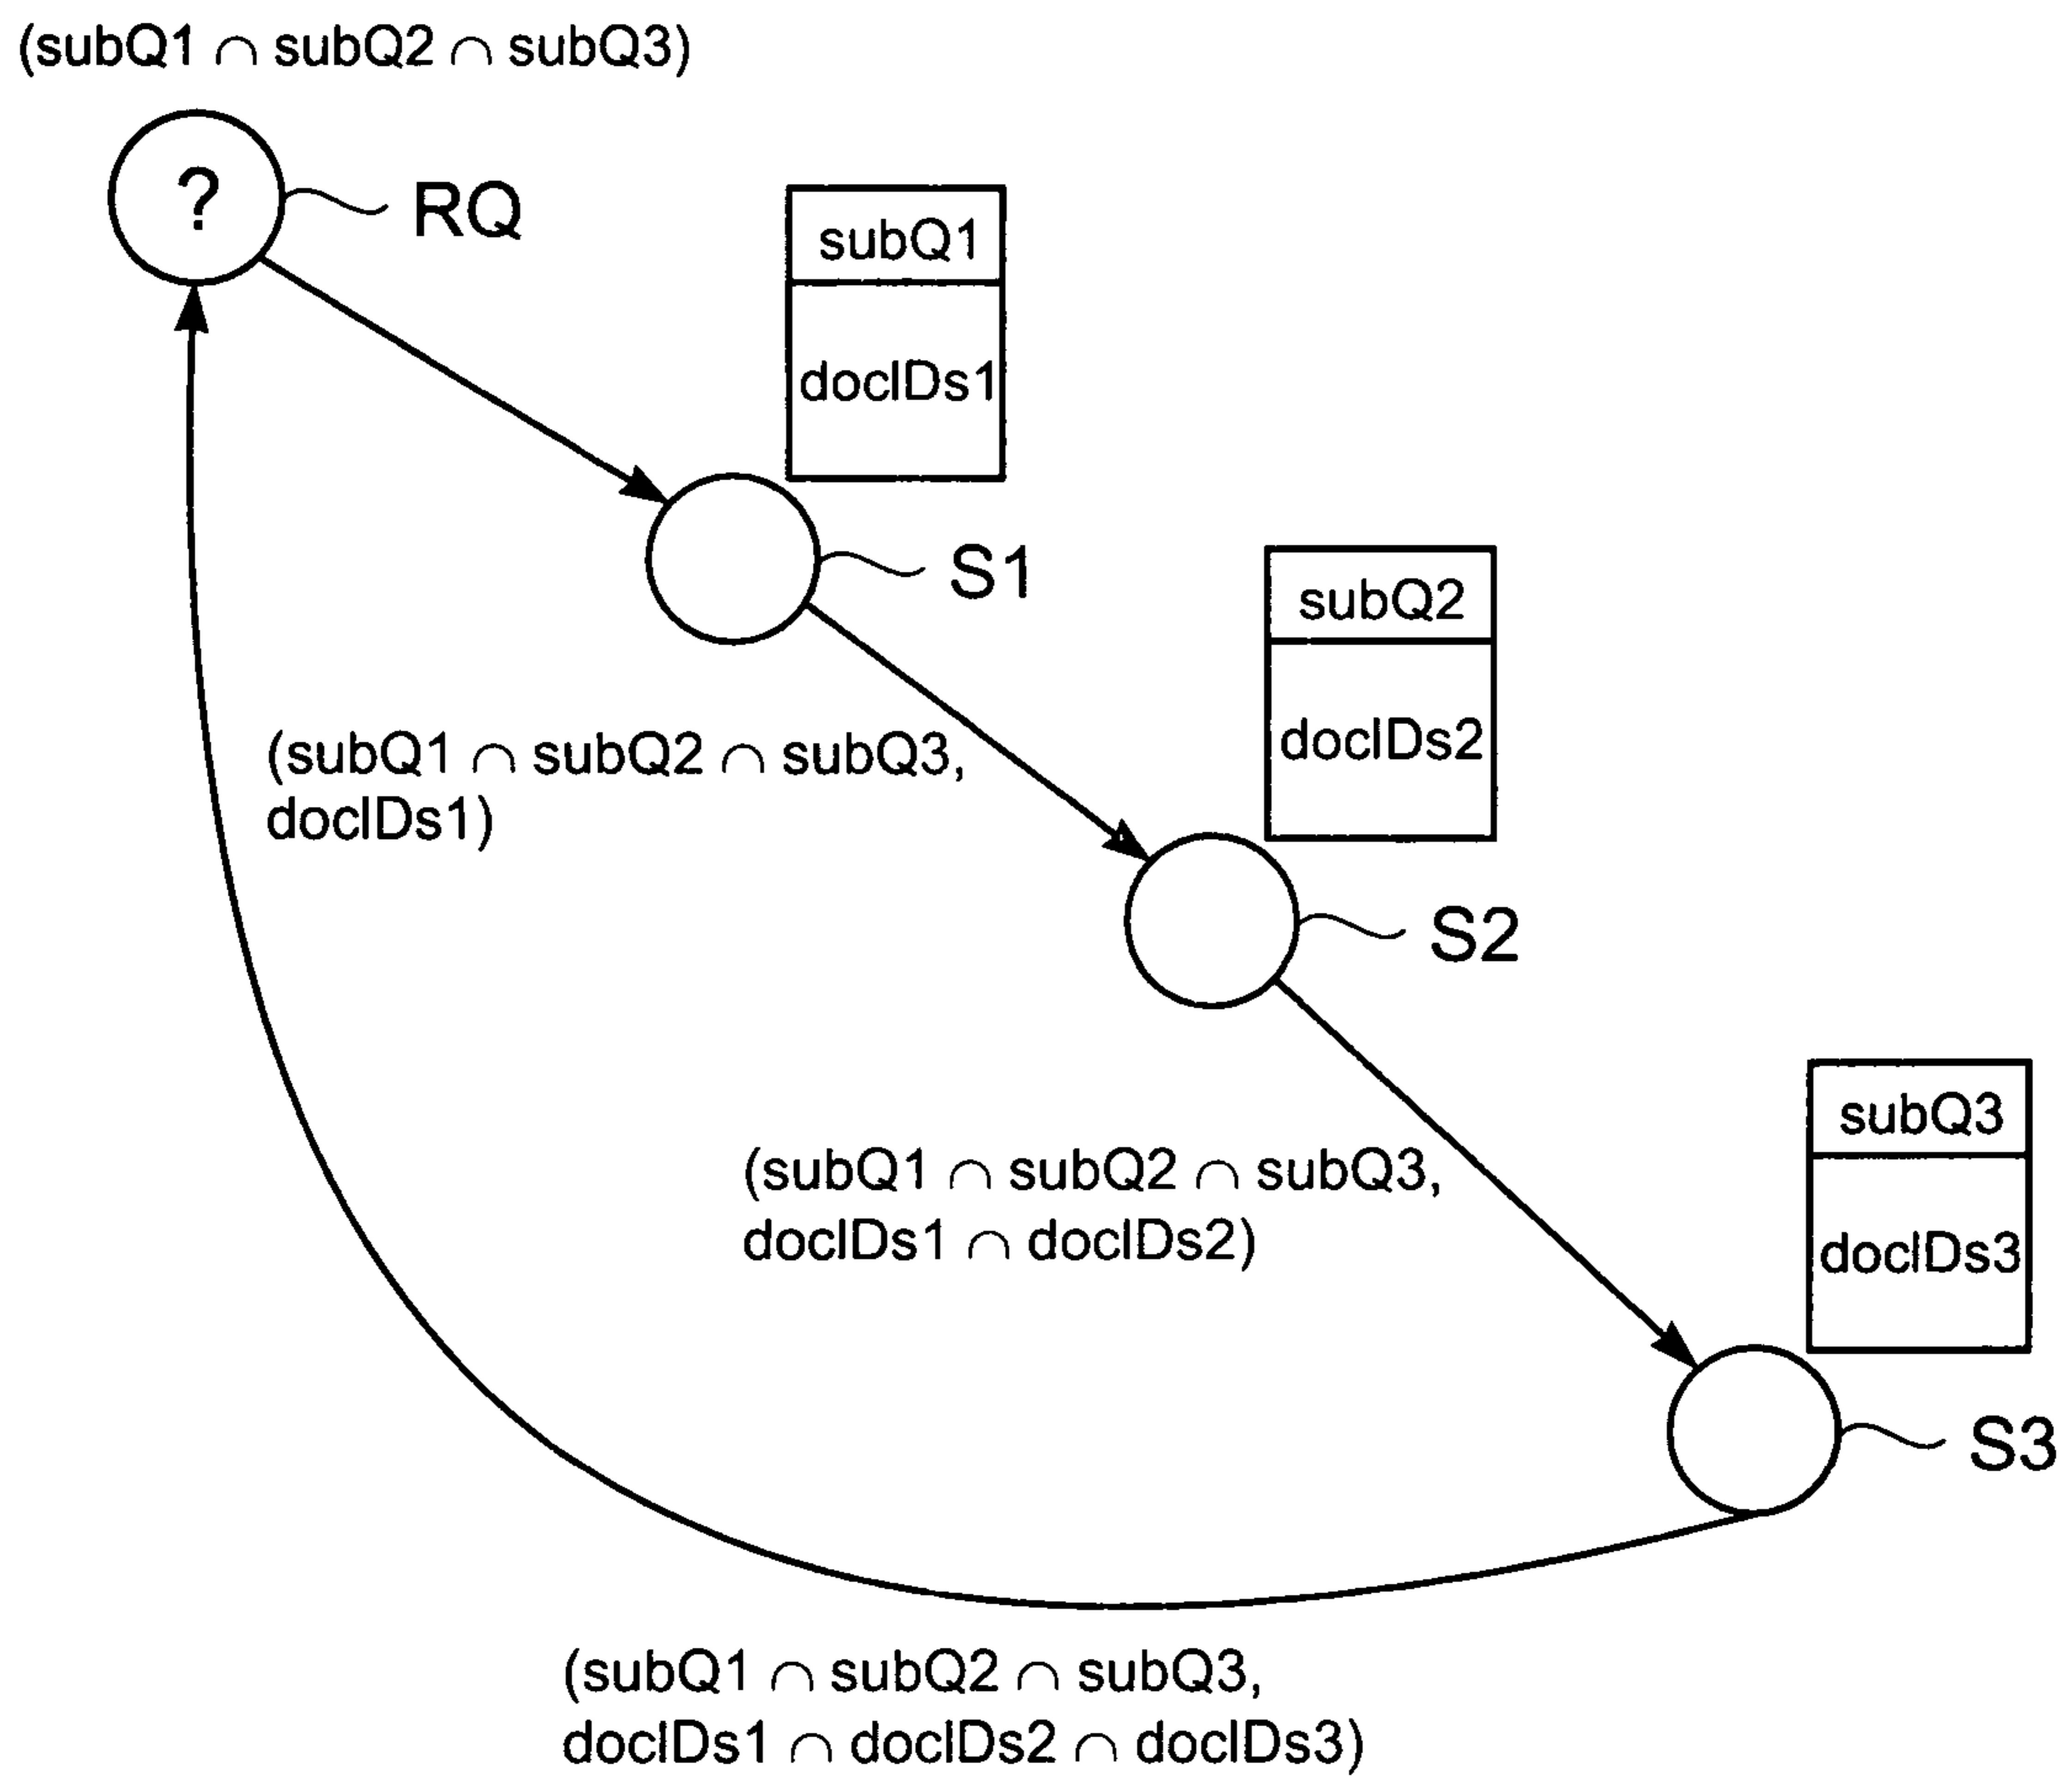 (subQ1 ∩ subQ2 ∩ subQ3)
?
RQ
subQ1
docIDs1
S1
subQ2
docIDs2
(subQ1 ∩ subQ2 ∩ subQ3,
docIDs1)
S2
subQ3
docIDs3
(subQ1 ∩ subQ2 ∩ subQ3,
docIDs1 ∩ docIDs2)
S3
(subQ1 ∩ subQ2 ∩ subQ3,
docIDs1 ∩ docIDs2 ∩ docIDs3)